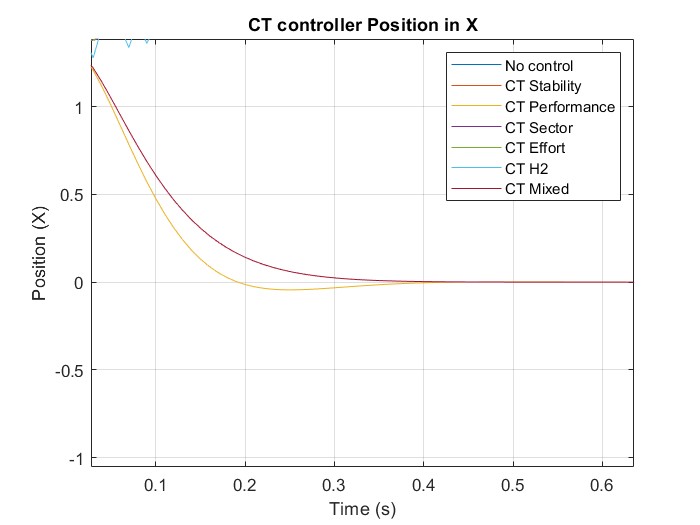 CT controller Position in X
No control
CT Stability
CT Performance
CT Sector
CT Effort
CT H2
CT Mixed
1
0.5
0
-0.5
-1
Position (X)
0.1 0.2 0.3 0.4 0.5 0.6
Time (s)